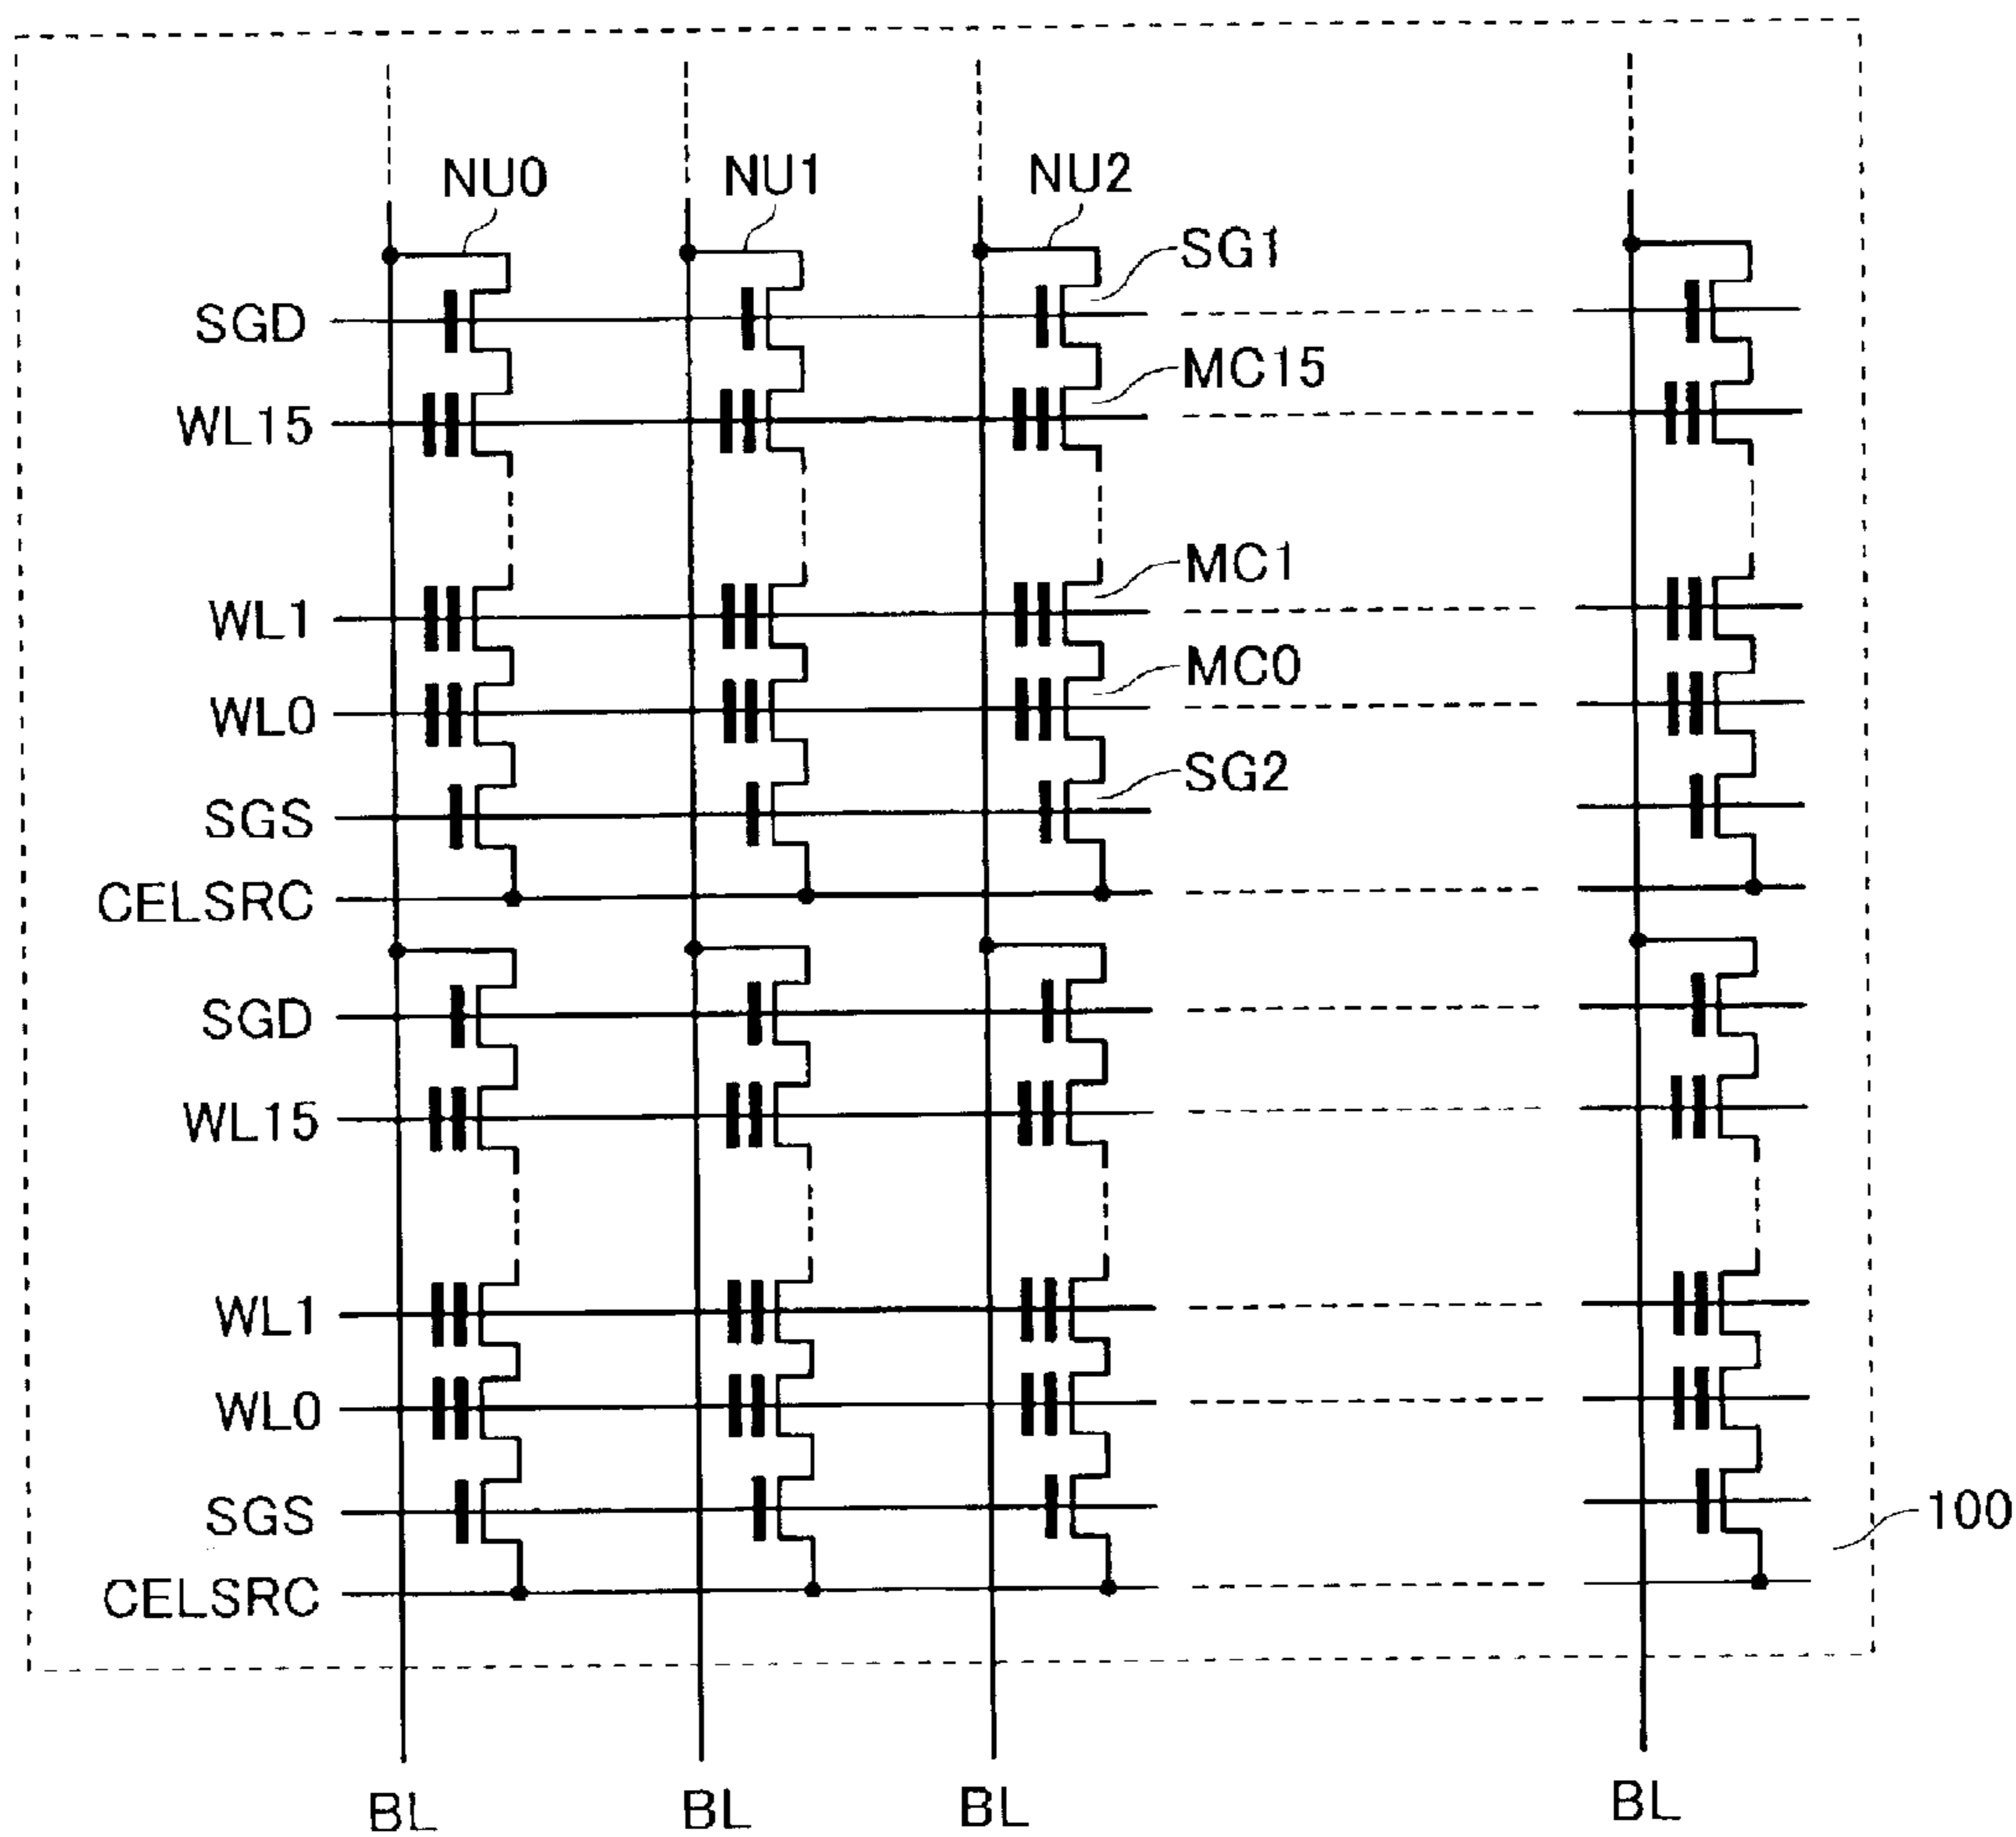 NU0 NU1 NU2
SG1
SGD
MC15
WL15
MC1
WL1
MC0
WL0
SG2
SGS
CELSRC
SGD
WL15
WL1
WL0
SGS
100
CELSRC
BL BL BL BL